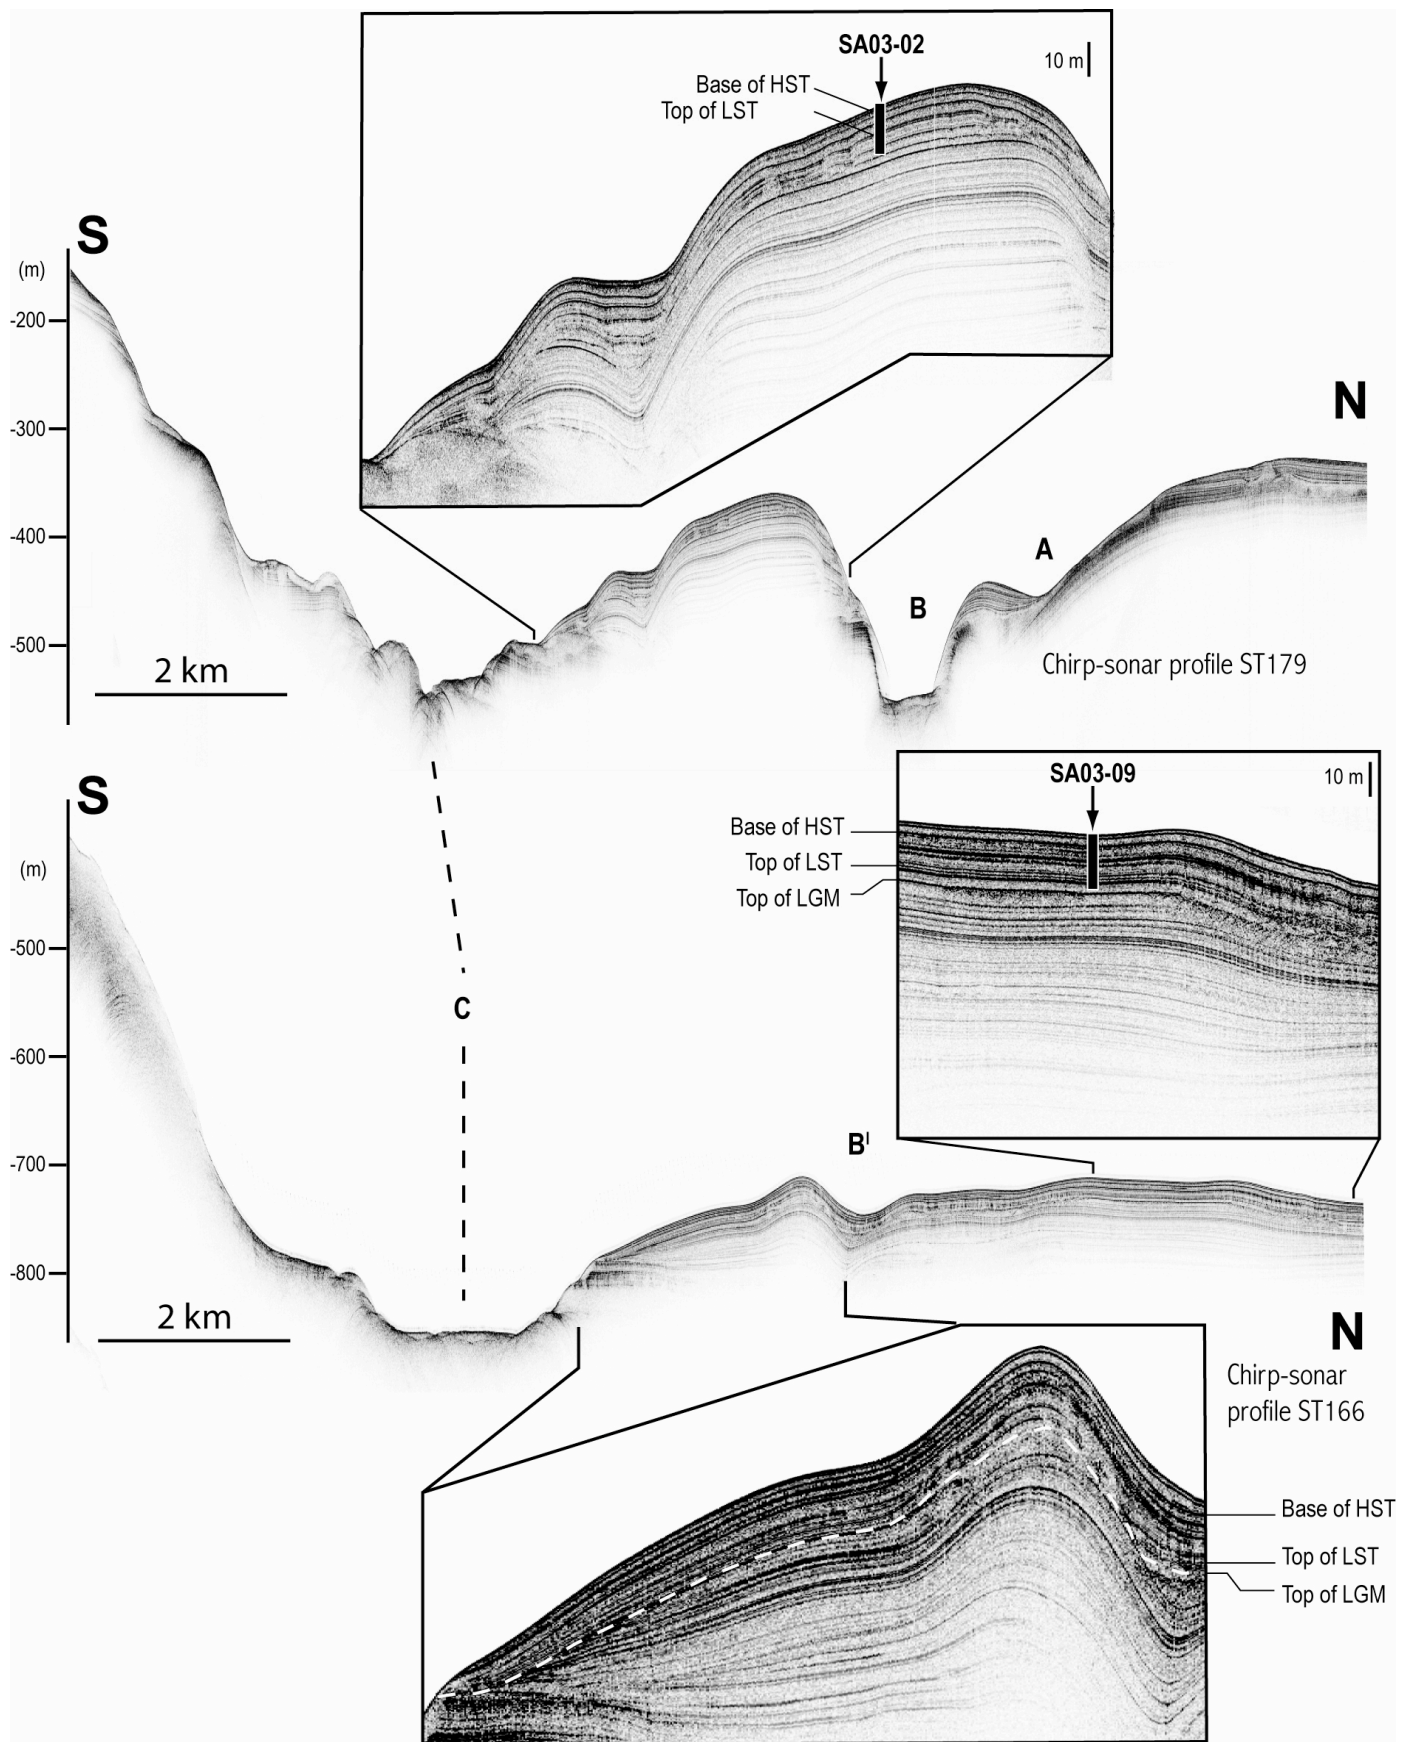 SA03-02
10 m
Base of HST
Top of LST
S
(m)
-200
-300
N
-400
A
B
-500
2 km
Chirp-sonar profile ST179
S
SA03-09
10 m
Base of HST
(m)
Top of LST
Top of LGM
-500
C
-600
B'
-700
-800
2 km
N
Chirp-sonar
profile ST166
Base of HST
Top of LST
Top of LGM